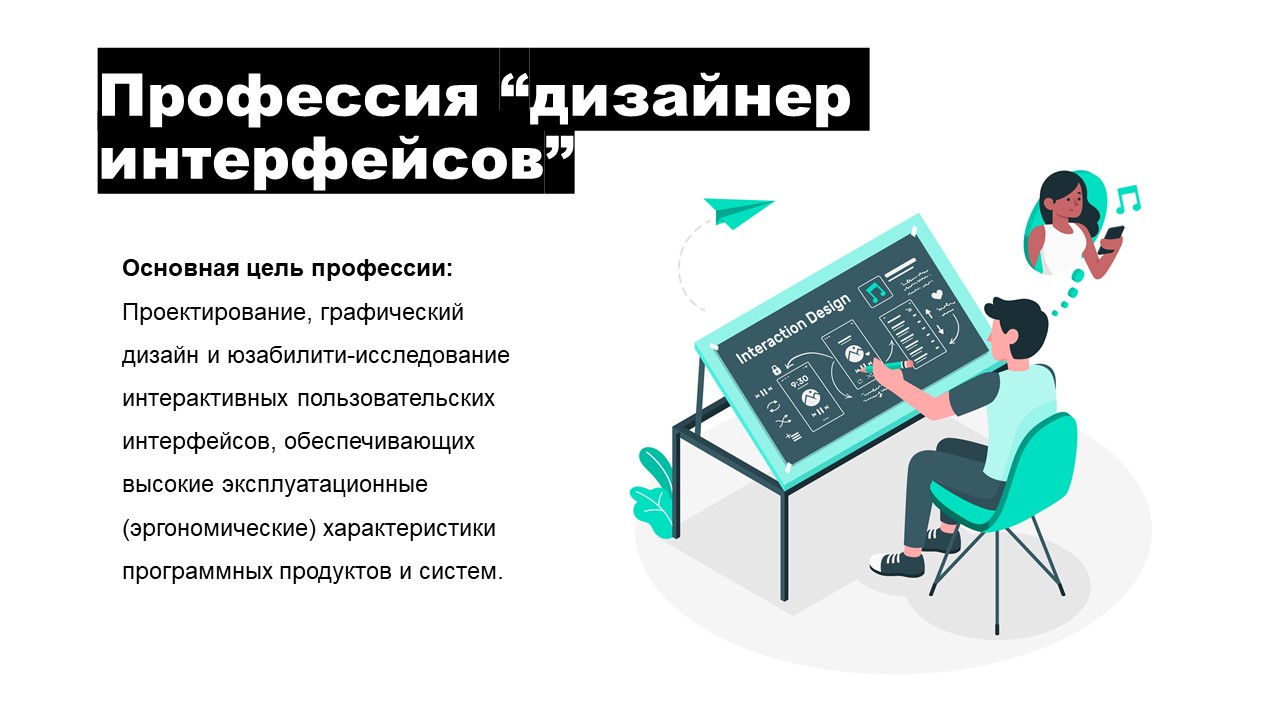 Профессия “дизайнер
интерфейсов”
Основная цель профессии:
Проектирование, графический
дизайн и юзабилити-исследование
интерактивных пользовательских
интерфейсов, обеспечивающих
высокие эксплуатационные
(эргономические) характеристики
программных продуктов и систем.
Interaction Design
9:30